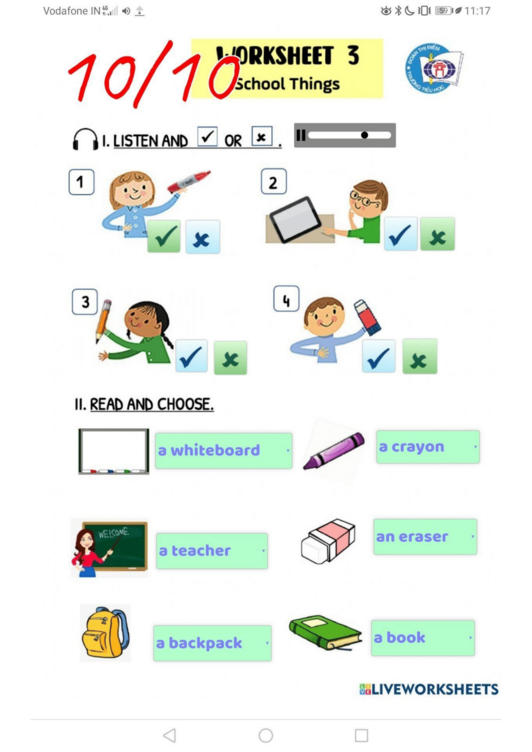 Vodafone IN 11:17
10/10
WORKSHEET 3
School Things
I. LISTEN AND ✓ OR ✗ .
1
2
3
4
II. READ AND CHOOSE.
a whiteboard
a crayon
WELCOME
a teacher
an eraser
a backpack
a book
LIVEWORKSHEETS